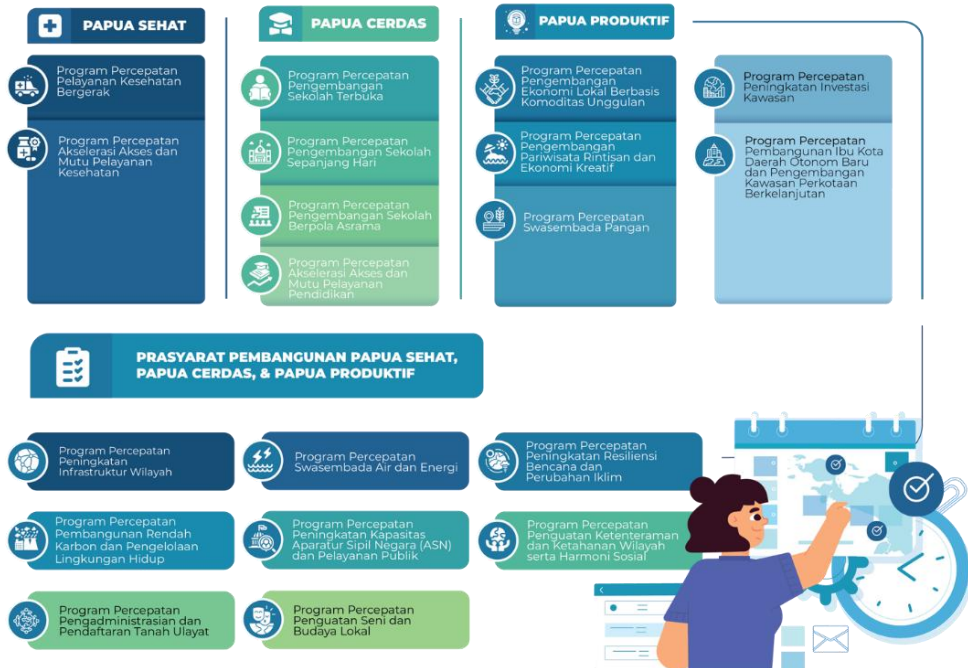 PAPUA SEHAT
Program Percepatan
Pelayanan Kesehatan
Bergerak
Program Percepatan
Akselerasi Akses dan
Mutu Pelayanan
Kesehatan
PAPUA CERDAS
Program Percepatan
Pengembangan
Sekolah Terbuka
Program Percepatan
Pengembangan Sekolah
Sepanjang Hari
Program Percepatan
Pengembangan Sekolah
Berpola Asrama
Program Percepatan
Akselerasi Akses dan
Mutu Pelayanan
Pendidikan
PAPUA PRODUKTIF
Program Percepatan
Pengembangan
Ekonomi Lokal Berbasis
Komoditas Unggulan
Program Percepatan
Pengembangan
Pariwisata Rintisan dan
Ekonomi Kreatif
Program Percepatan
Swasembada Pangan
Program Percepatan
Peningkatan Investasi
Kawasan
Program Percepatan
Pembangunan Ibu Kota
Daerah Otonom Baru
dan Pengembangan
Kawasan Perkotaan
Berkelanjutan
PRASYARAT PEMBANGUNAN PAPUA SEHAT,
PAPUA CERDAS, & PAPUA PRODUKTIF
Program Percepatan
Peningkatan
Infrastruktur Wilayah
Program Percepatan
Swasembada Air dan Energi
Program Percepatan
Peningkatan Resiliensi
Bencana dan
Perubahan Iklim
Program Percepatan
Pembangunan Rendah
Karbon dan Pengelolaan
Lingkungan Hidup
Program Percepatan
Peningkatan Kapasitas
Aparatur Sipil Negara (ASN)
dan Pelayanan Publik
Program Percepatan
Penguatan Ketenteraman
dan Ketahanan Wilayah
serta Harmoni Sosial
Program Percepatan
Pengadministrasian dan
Pendaftaran Tanah Ulayat
Program Percepatan
Penguatan Seni dan
Budaya Lokal